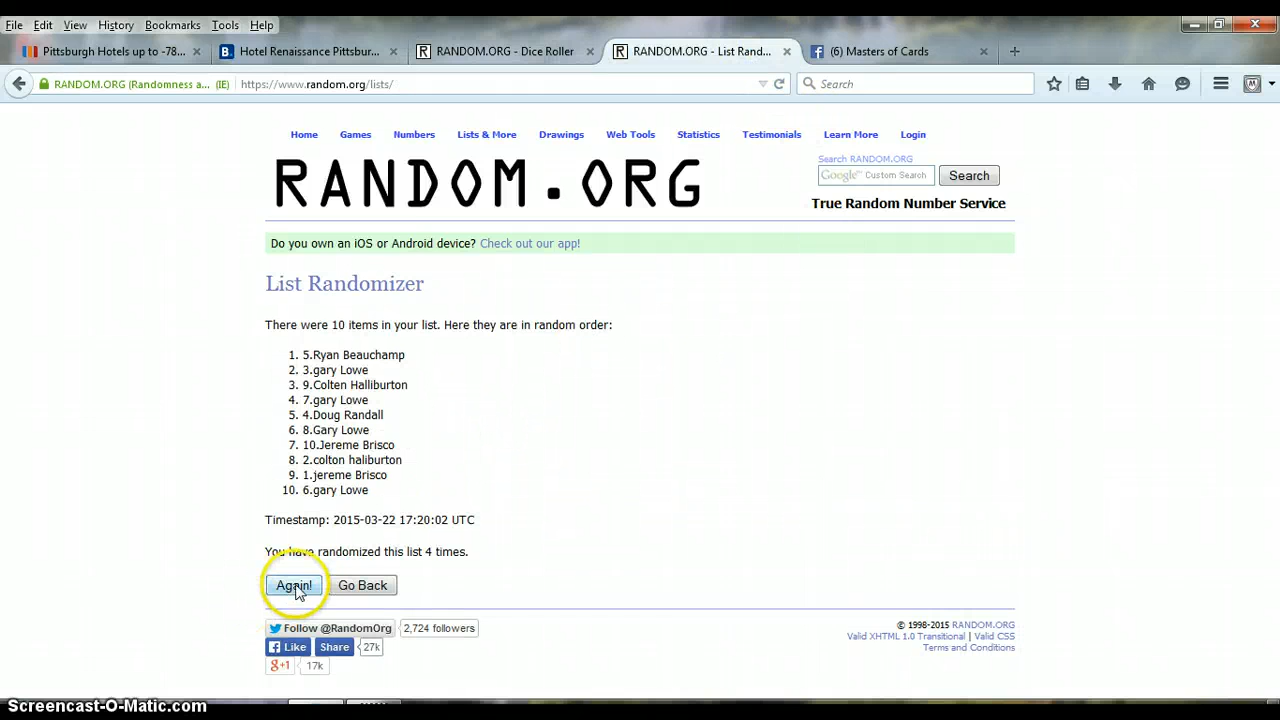 File Edit View History Bookmarks Tools Help
Pittsburgh Hotels up to -78... × Hotel Renaissance Pittsbur... × RANDOM.ORG - Dice Roller × RANDOM.ORG - List Rand... × (6) Masters of Cards × +
RANDOM.ORG (Randomness a... (IE) https://www.random.org/lists/ Search
Home Games Numbers Lists & More Drawings Web Tools Statistics Testimonials Learn More Login
RANDOM.ORG
Search RANDOM.ORG
Google™ Custom Search Search
True Random Number Service
Do you own an iOS or Android device? Check out our app!
List Randomizer
There were 10 items in your list. Here they are in random order:
1. 5.Ryan Beauchamp
2. 3.gary Lowe
3. 9.Colten Halliburton
4. 7.gary Lowe
5. 4.Doug Randall
6. 8.Gary Lowe
7. 10.Jereme Brisco
8. 2.colton haliburton
9. 1.jereme Brisco
10. 6.gary Lowe
Timestamp: 2015-03-22 17:20:02 UTC
You have randomized this list 4 times.
Again! Go Back
Follow @RandomOrg 2,724 followers
Like Share 27k
g+1 17k
© 1998-2015 RANDOM.ORG
Valid XHTML 1.0 Transitional | Valid CSS
Terms and Conditions
Screencast-O-Matic.com